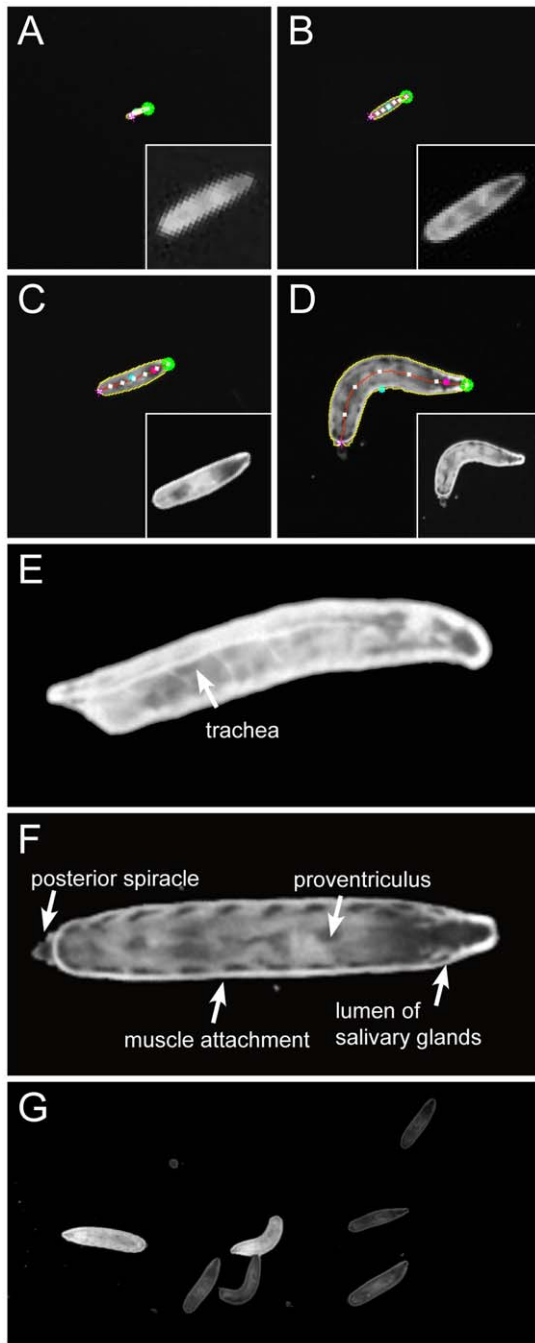 A
B
C
D
E
trachea
F
posterior spiracle
proventriculus
muscle attachment
lumen of
salivary glands
G